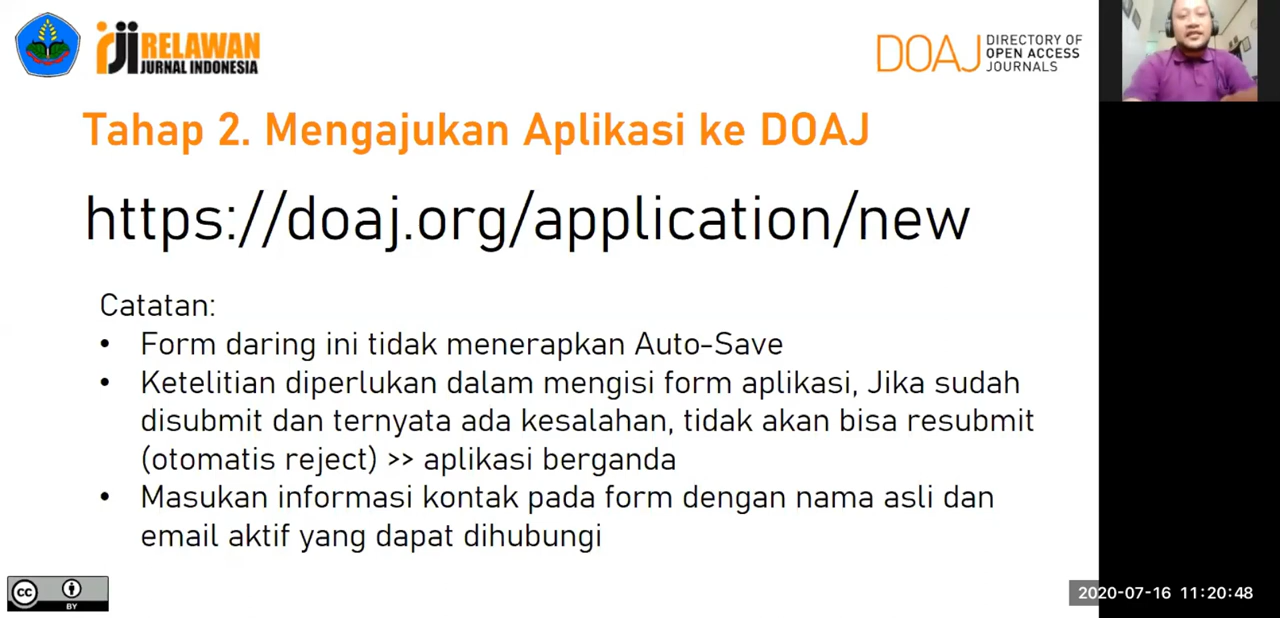 RELAWAN
JURNAL INDONESIA
DOAJ
DIRECTORY OF
OPEN ACCESS
JOURNALS
Tahap 2. Mengajukan Aplikasi ke DOAJ
https://doaj.org/application/new
Catatan:
• Form daring ini tidak menerapkan Auto-Save
• Ketelitian diperlukan dalam mengisi form aplikasi, Jika sudah
disubmit dan ternyata ada kesalahan, tidak akan bisa resubmit
(otomatis reject) >> aplikasi berganda
• Masukan informasi kontak pada form dengan nama asli dan
email aktif yang dapat dihubungi
cc
BY
2020-07-16 11:20:48